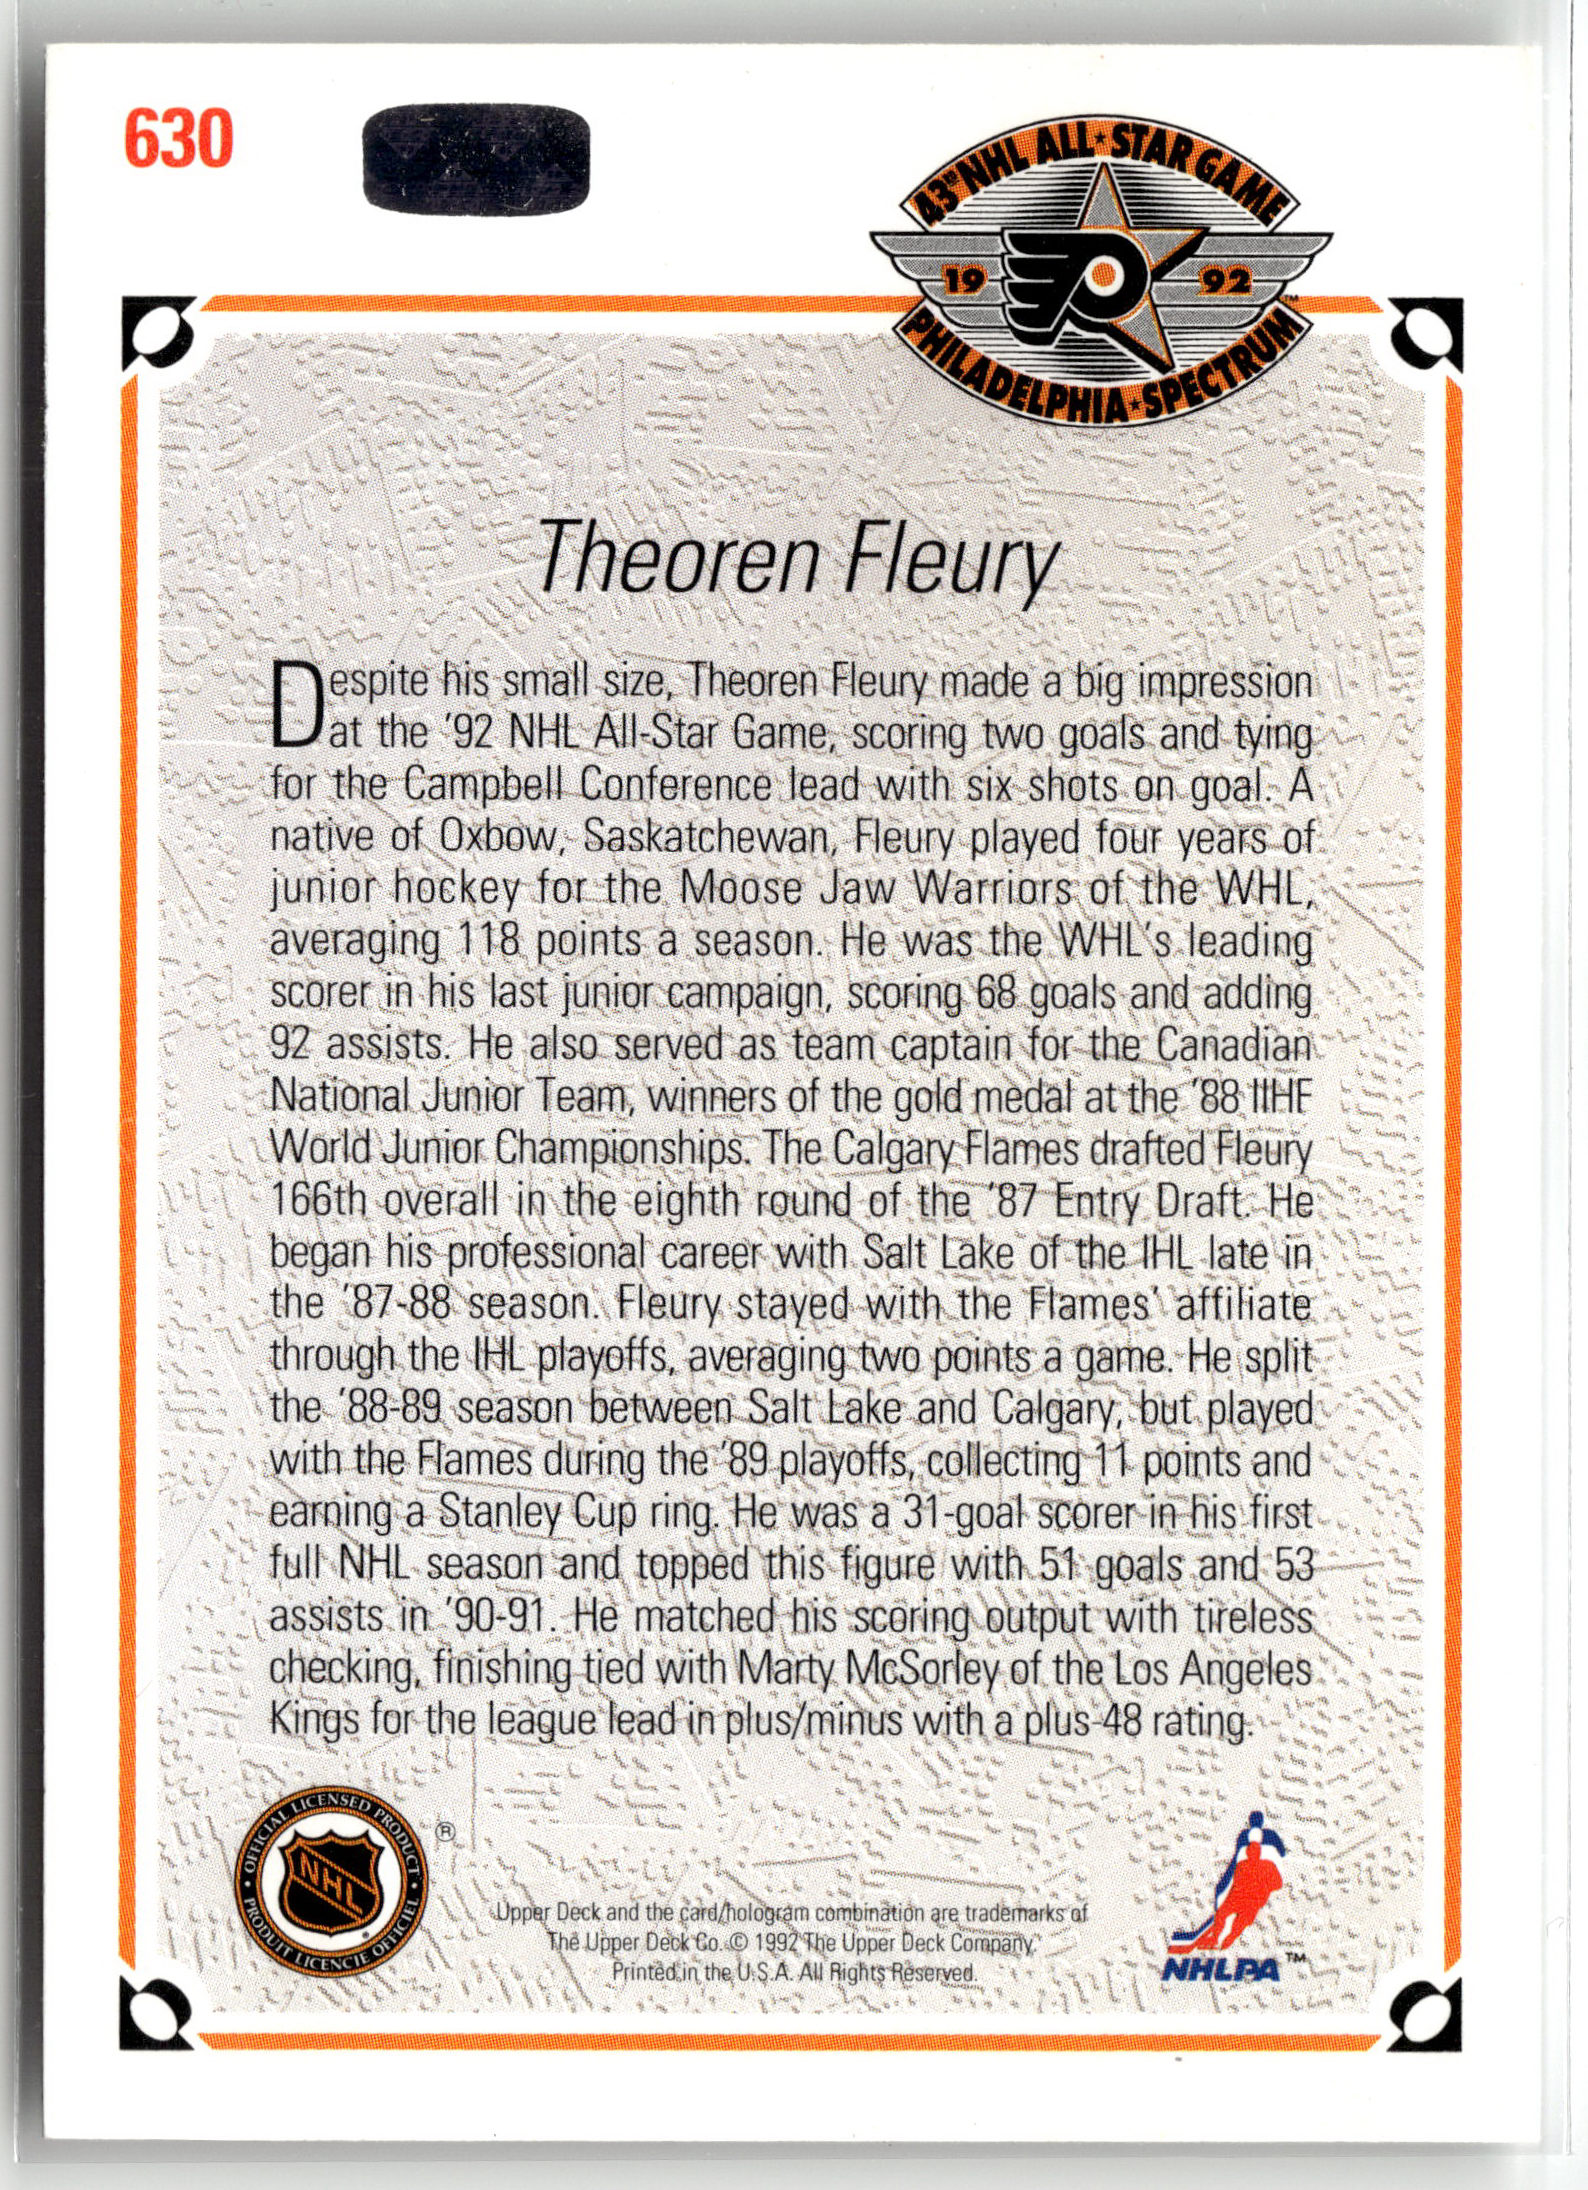 630
43RD NHL ALL★STAR GAME
19 92
PHILADELPHIA★SPECTRUM
TM
Theoren Fleury
Despite his small size, Theoren Fleury made a big impression
at the '92 NHL All-Star Game, scoring two goals and tying
for the Campbell Conference lead with six shots on goal. A
native of Oxbow, Saskatchewan, Fleury played four years of
junior hockey for the Moose Jaw Warriors of the WHL,
averaging 118 points a season. He was the WHL's leading
scorer in his last junior campaign, scoring 68 goals and adding
92 assists. He also served as team captain for the Canadian
National Junior Team, winners of the gold medal at the '88 IIHF
World Junior Championships. The Calgary Flames drafted Fleury
166th overall in the eighth round of the '87 Entry Draft. He
began his professional career with Salt Lake of the IHL late in
the '87-88 season. Fleury stayed with the Flames' affiliate
through the IHL playoffs, averaging two points a game. He split
the '88-89 season between Salt Lake and Calgary, but played
with the Flames during the '89 playoffs, collecting 11 points and
earning a Stanley Cup ring. He was a 31-goal scorer in his first
full NHL season and topped this figure with 51 goals and 53
assists in '90-91. He matched his scoring output with tireless
checking, finishing tied with Marty McSorley of the Los Angeles
Kings for the league lead in plus/minus with a plus-48 rating.
• OFFICIAL LICENSED PRODUCT •
NHL
PRODUIT LICENCIE OFFICIEL
®
Upper Deck and the card/hologram combination are trademarks of
The Upper Deck Co. © 1992 The Upper Deck Company.
Printed in the U.S.A. All Rights Reserved.
NHLPA™